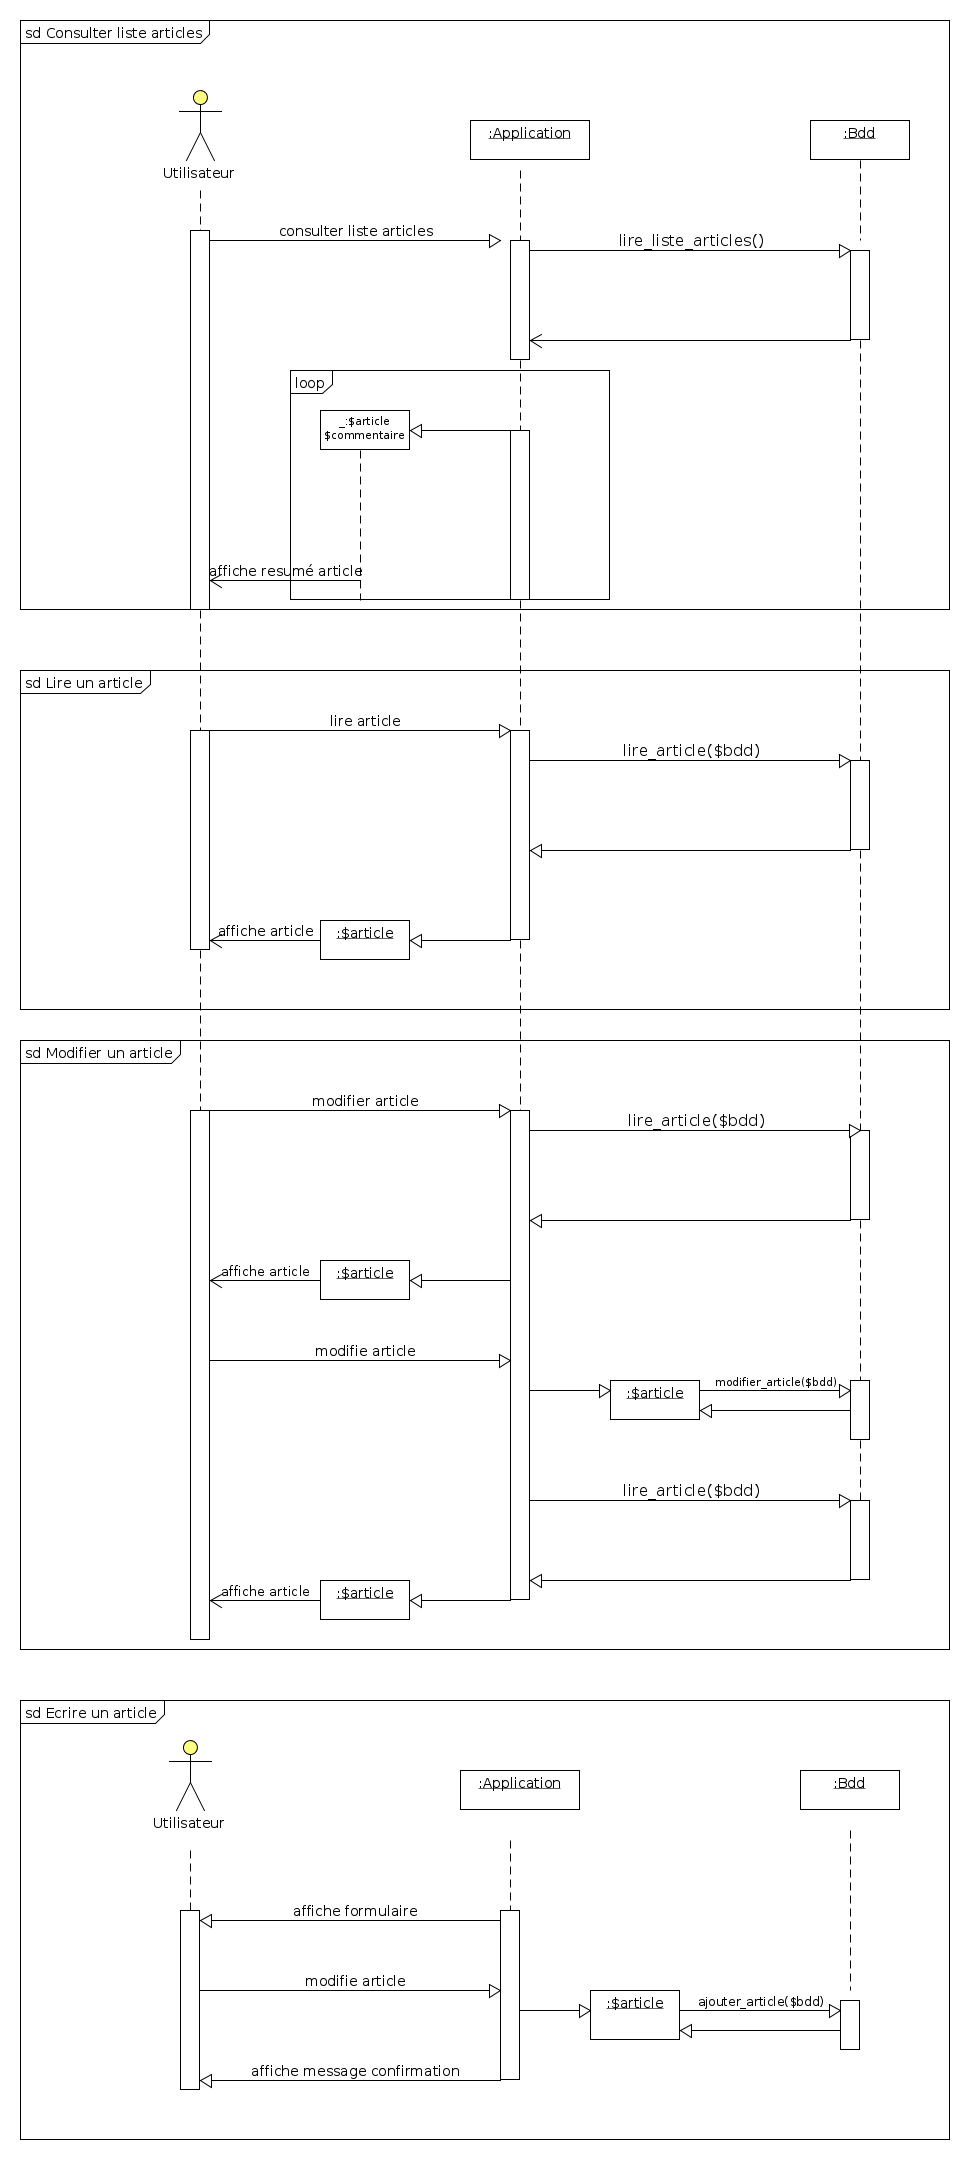 sd Consulter liste articles
Utilisateur
:Application
:Bdd
consulter liste articles
lire_liste_articles()
loop
_:$article
$commentaire
affiche resumé article
sd Lire un article
lire article
lire_article($bdd)
affiche article
:$article
sd Modifier un article
modifier article
lire_article($bdd)
affiche article
:$article
modifie article
:$article
modifier_article($bdd)
lire_article($bdd)
affiche article
:$article
sd Ecrire un article
Utilisateur
:Application
:Bdd
affiche formulaire
modifie article
:$article
ajouter_article($bdd)
affiche message confirmation